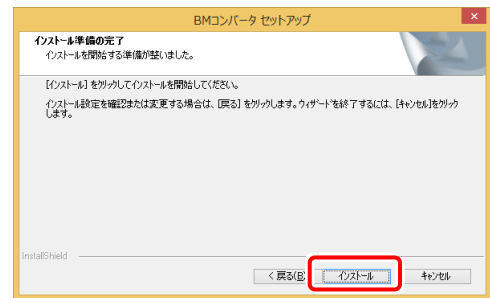 BMコンバータ セットアップ
インストール準備の完了
インストールを開始する準備が整いました。
[インストール] をクリックしてインストールを開始してください。
インストール設定を確認または変更する場合は、[戻る] をクリックします。ウィザードを終了するには、[キャンセル]をクリック
します。
InstallShield
< 戻る(B)
インストール
キャンセル